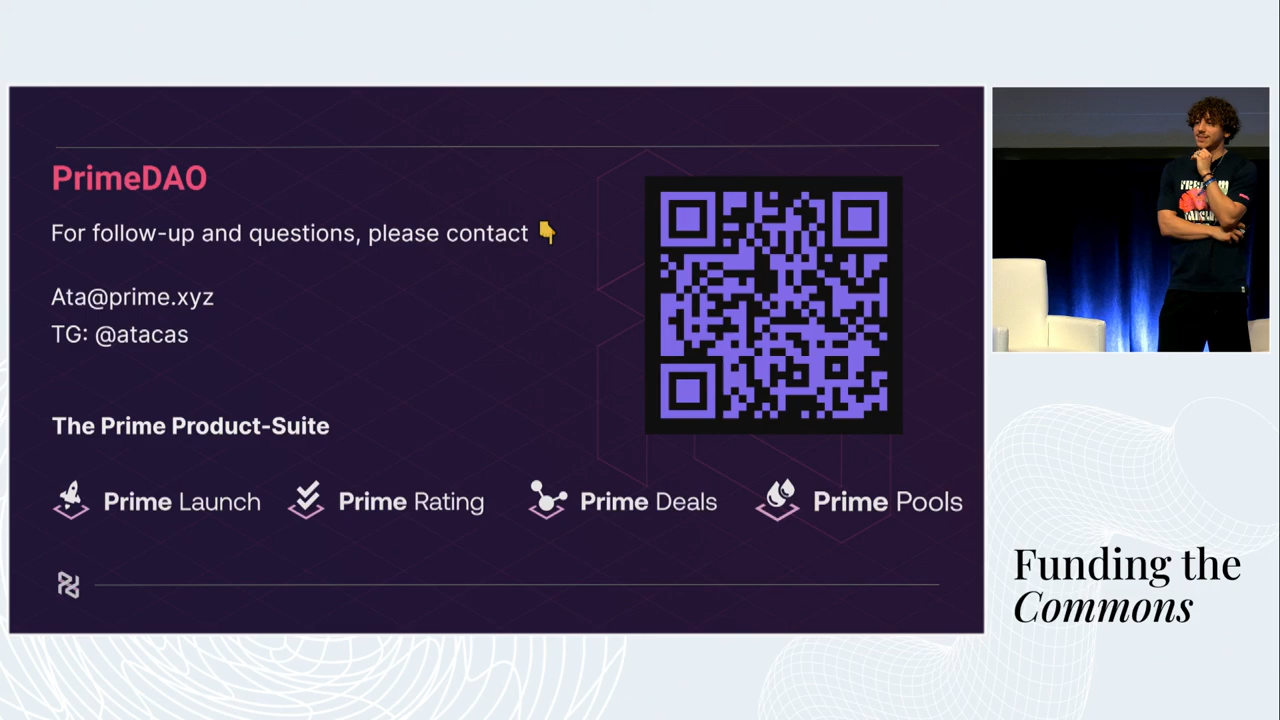 PrimeDAO
For follow-up and questions, please contact 👇
Ata@prime.xyz
TG: @atacas
The Prime Product-Suite
Prime Launch
Prime Rating
Prime Deals
Prime Pools
Funding the
Commons